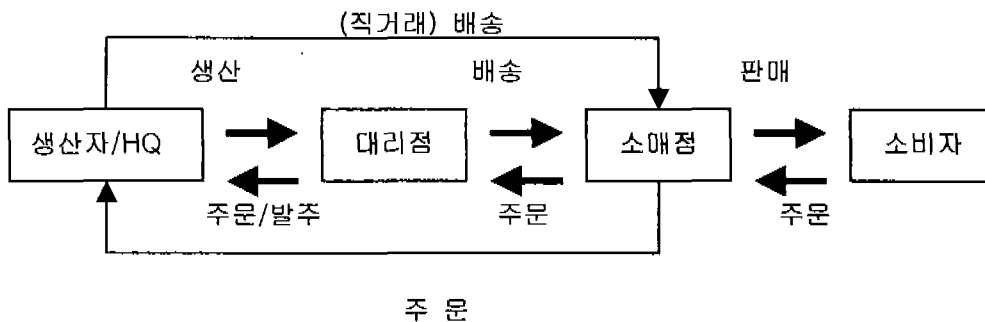 (직거래) 배송
생산 배송 판매
생산자/HQ 대리점 소매점 소비자
주문/발주 주문 주문
주 문